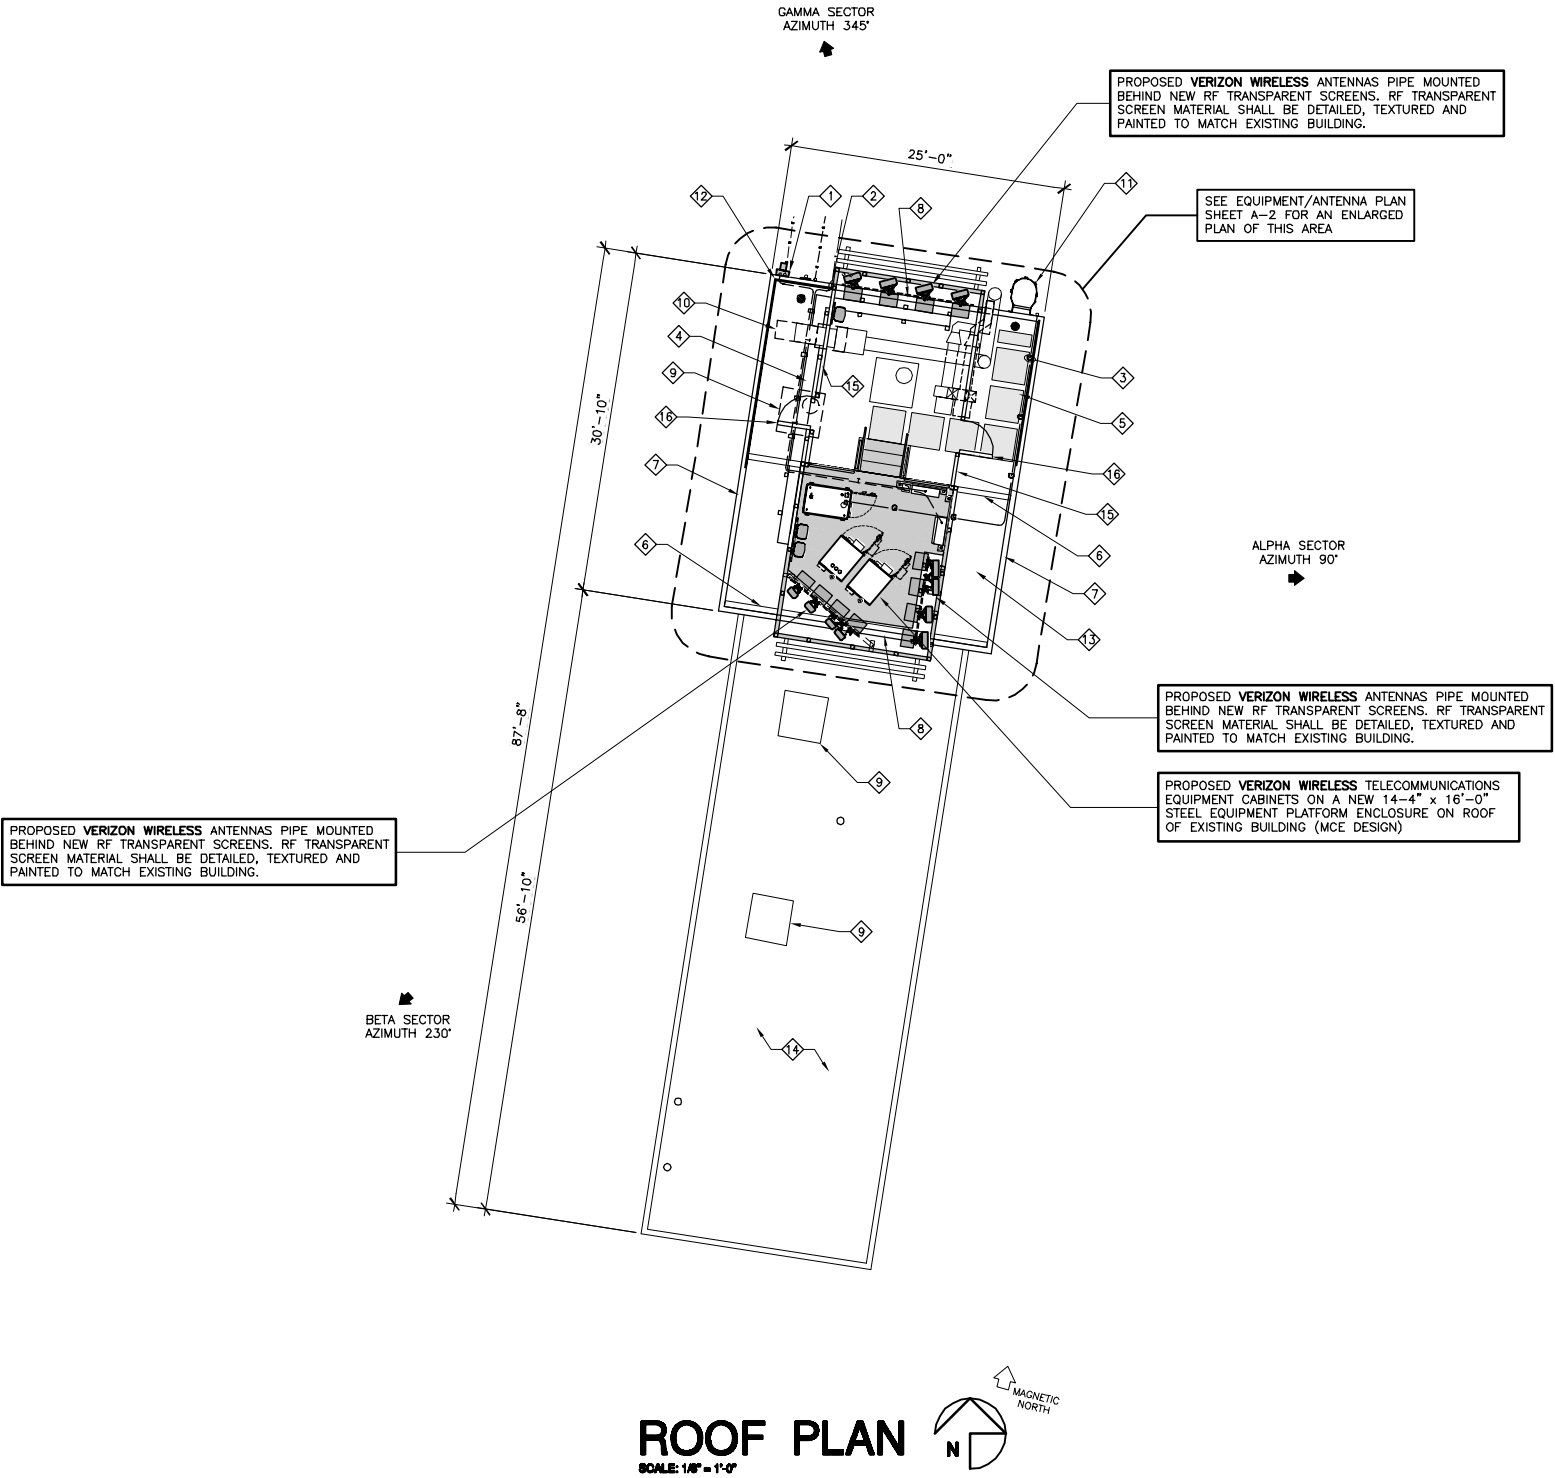 GAMMA SECTOR
AZIMUTH 345°
PROPOSED VERIZON WIRELESS ANTENNAS PIPE MOUNTED
BEHIND NEW RF TRANSPARENT SCREENS. RF TRANSPARENT
SCREEN MATERIAL SHALL BE DETAILED, TEXTURED AND
PAINTED TO MATCH EXISTING BUILDING.
25'-0"
12
1
2
8
11
SEE EQUIPMENT/ANTENNA PLAN
SHEET A-2 FOR AN ENLARGED
PLAN OF THIS AREA
10
4
9
15
3
16
5
30'-10"
7
16
15
6
6
ALPHA SECTOR
AZIMUTH 90°
7
13
PROPOSED VERIZON WIRELESS ANTENNAS PIPE MOUNTED
BEHIND NEW RF TRANSPARENT SCREENS. RF TRANSPARENT
SCREEN MATERIAL SHALL BE DETAILED, TEXTURED AND
PAINTED TO MATCH EXISTING BUILDING.
87'-8"
8
9
PROPOSED VERIZON WIRELESS TELECOMMUNICATIONS
EQUIPMENT CABINETS ON A NEW 14-4" x 16'-0"
STEEL EQUIPMENT PLATFORM ENCLOSURE ON ROOF
OF EXISTING BUILDING (MCE DESIGN)
PROPOSED VERIZON WIRELESS ANTENNAS PIPE MOUNTED
BEHIND NEW RF TRANSPARENT SCREENS. RF TRANSPARENT
SCREEN MATERIAL SHALL BE DETAILED, TEXTURED AND
PAINTED TO MATCH EXISTING BUILDING.
56'-10"
9
BETA SECTOR
AZIMUTH 230°
14
MAGNETIC
NORTH
ROOF PLAN
N
SCALE: 1/8" = 1'-0"